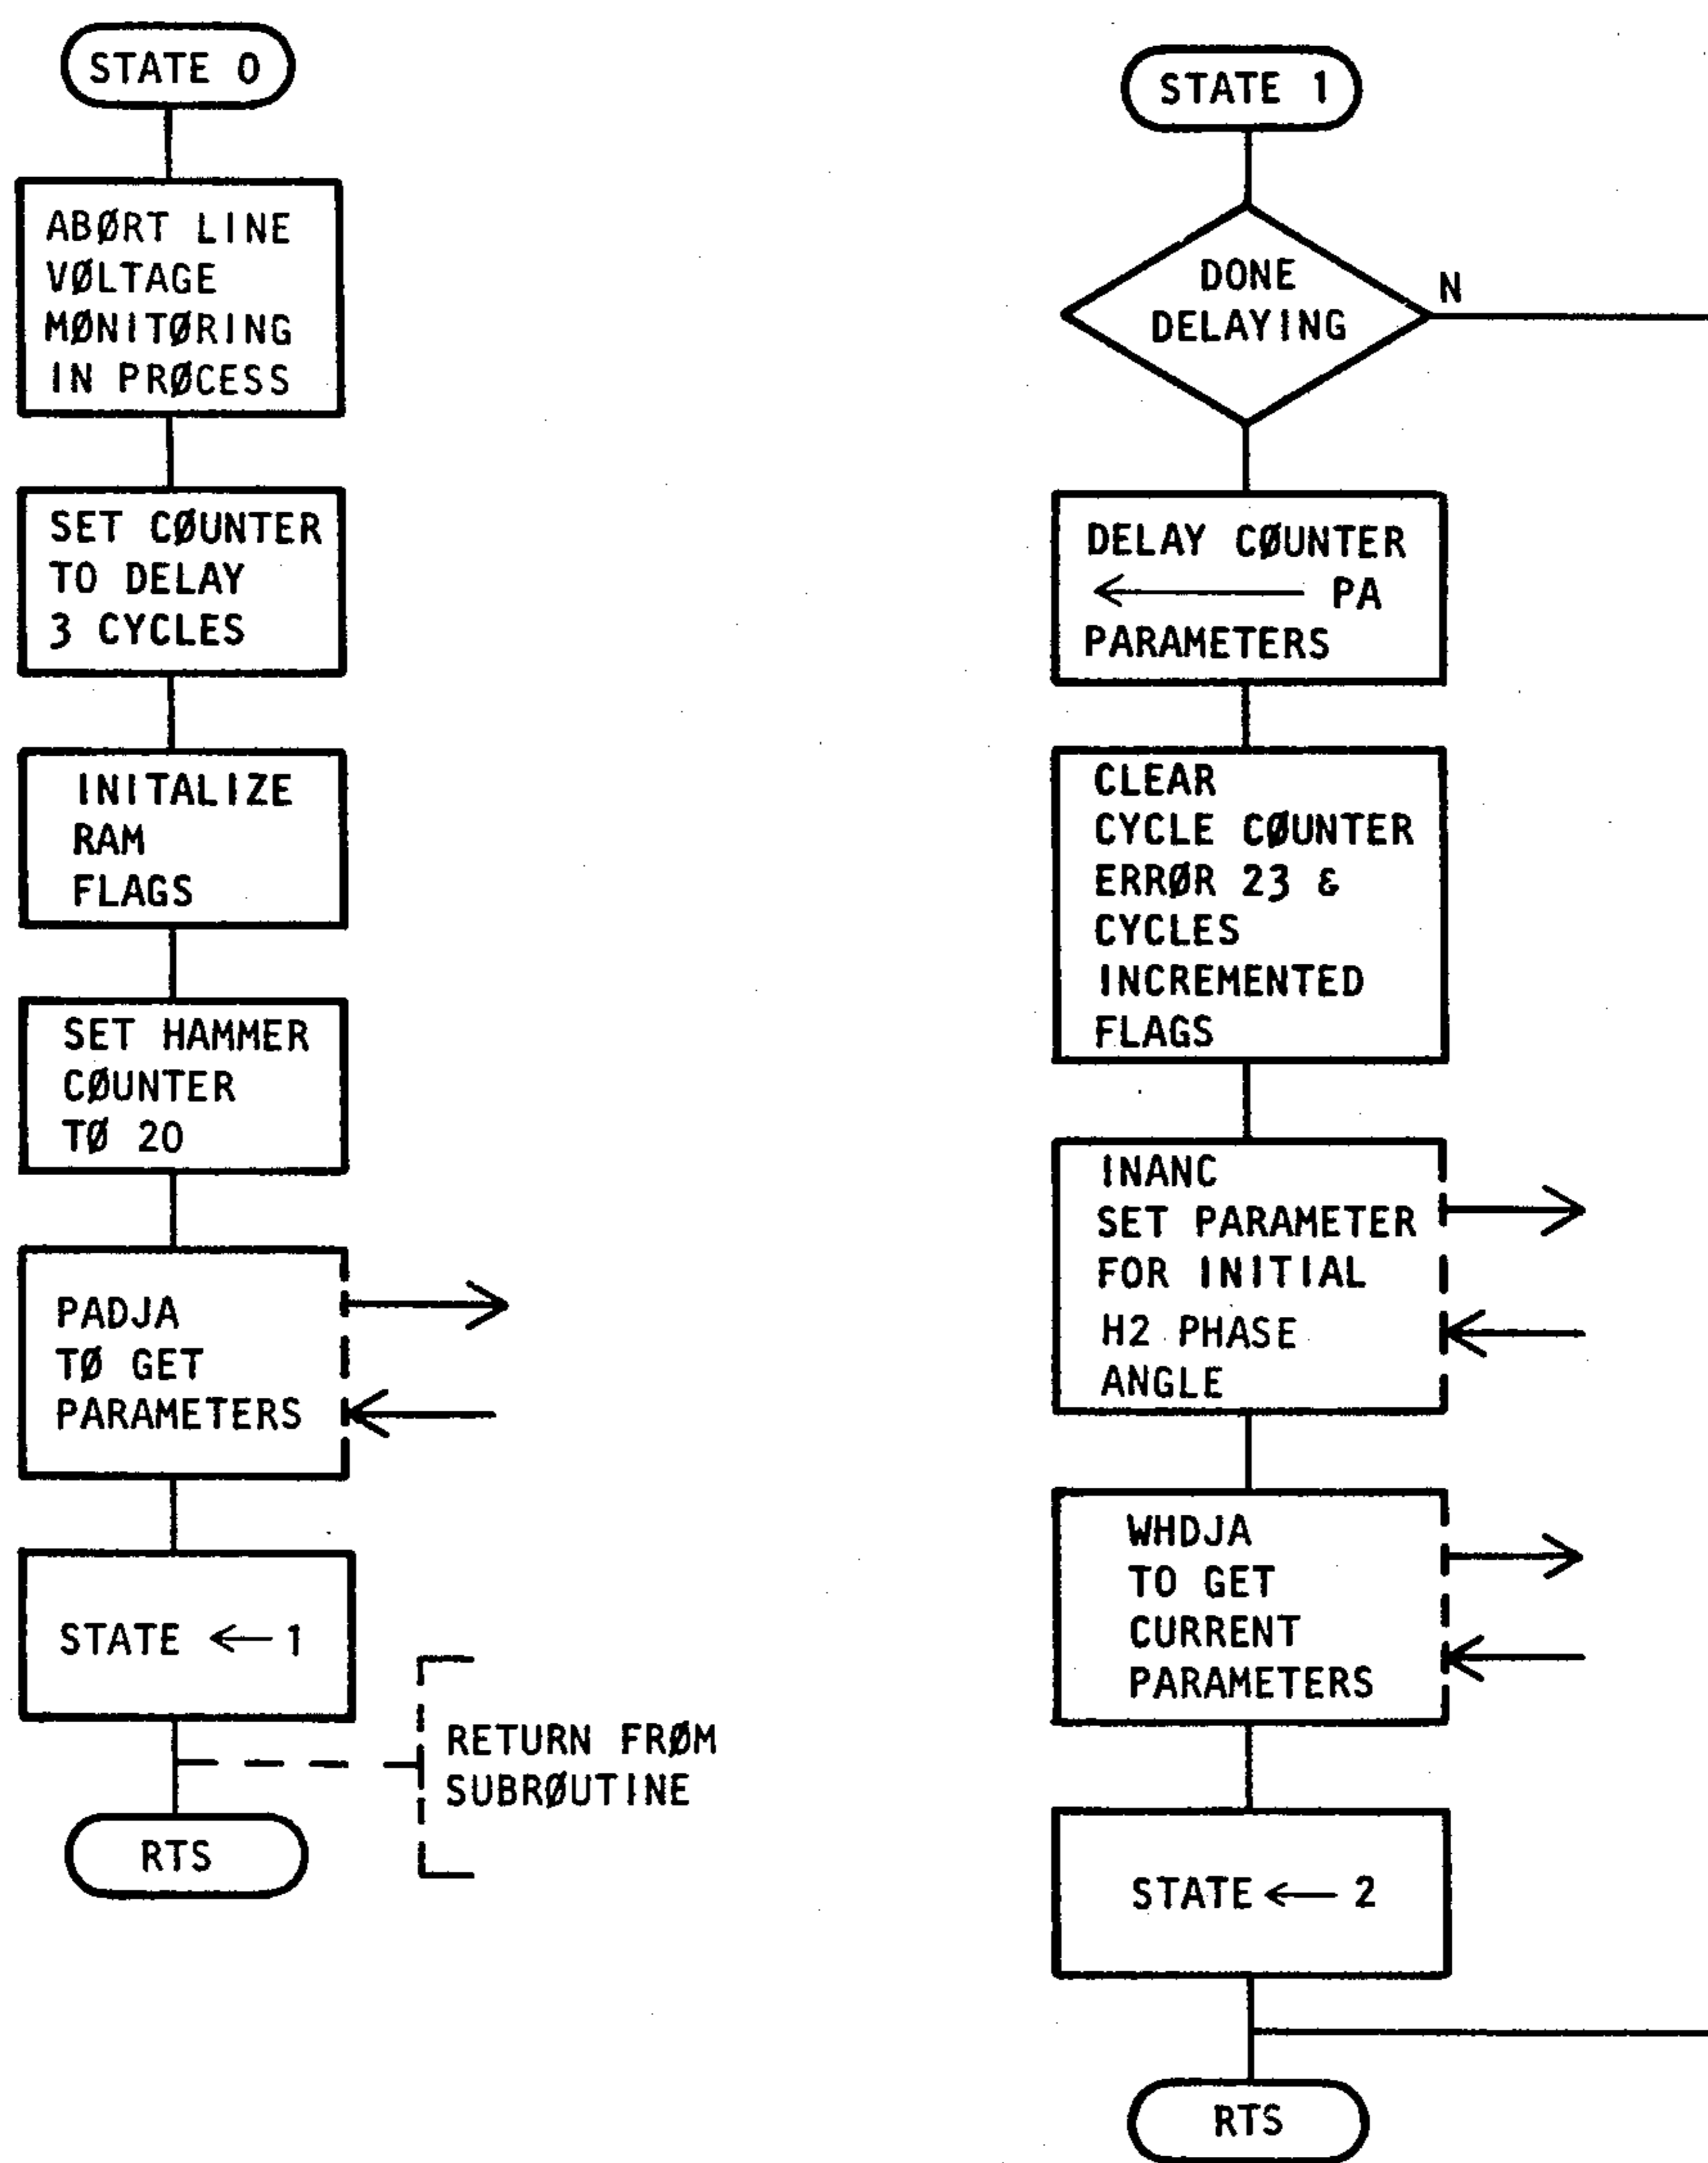 STATE 0
ABØRT LINE
VØLTAGE
MØNITØRING
IN PRØCESS
SET CØUNTER
TO DELAY
3 CYCLES
INITALIZE
RAM
FLAGS
SET HAMMER
CØUNTER
TØ 20
PADJA
TØ GET
PARAMETERS
STATE ← 1
RETURN FRØM
SUBRØUTINE
RTS
STATE 1
DONE
DELAYING
N
DELAY CØUNTER
← PA
PARAMETERS
CLEAR
CYCLE CØUNTER
ERRØR 23 &
CYCLES
INCREMENTED
FLAGS
INANC
SET PARAMETER
FOR INITIAL
H2 PHASE
ANGLE
WHDJA
TO GET
CURRENT
PARAMETERS
STATE ← 2
RTS